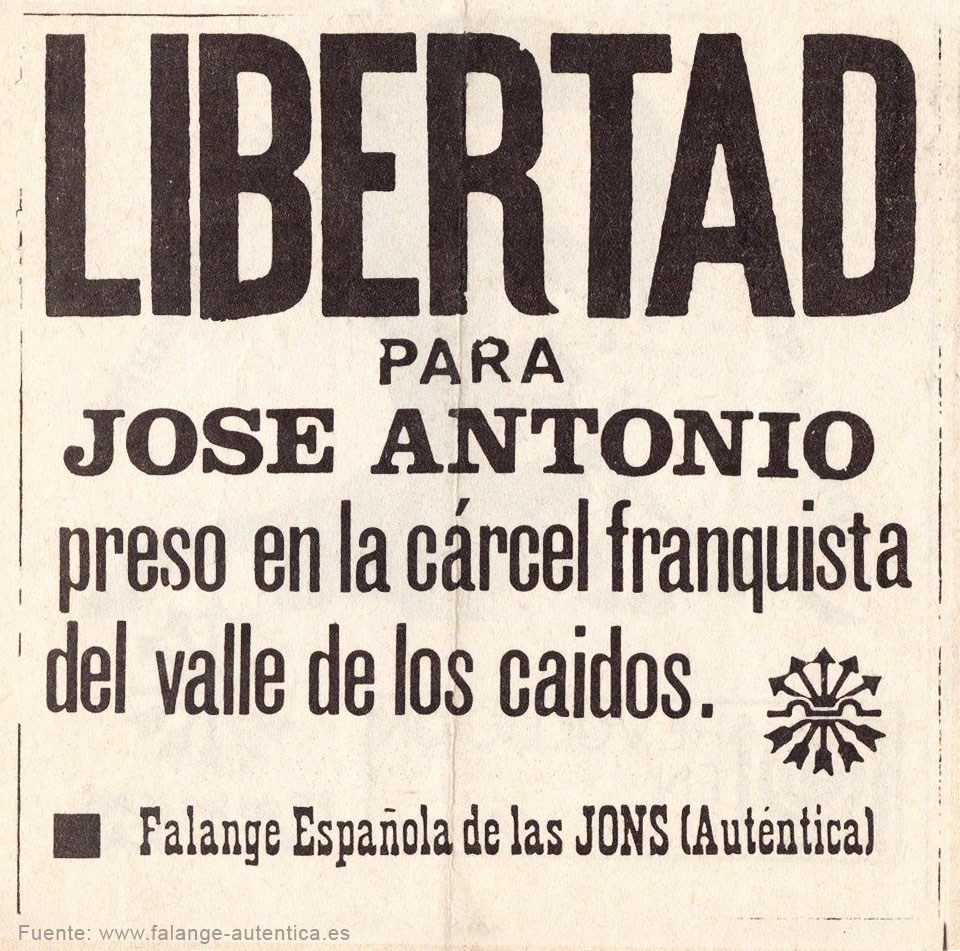 LIBERTAD
PARA
JOSE ANTONIO
preso en la cárcel franquista
del valle de los caidos.
Falange Española de las JONS (Auténtica)
Fuente: www.falange-autentica.es